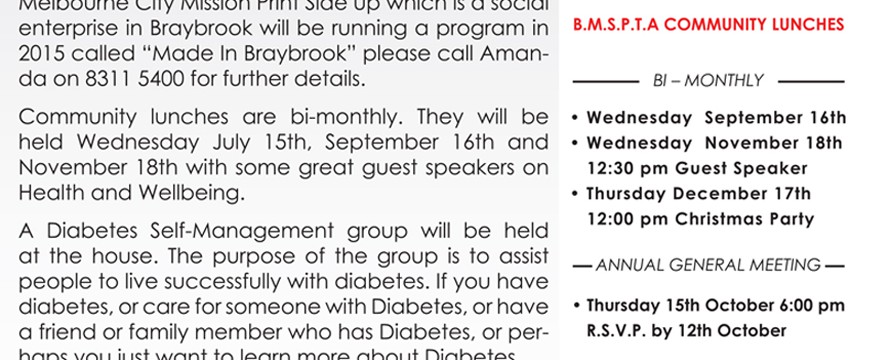 Melbourne City Mission Print Side Up which is a social
enterprise in Braybrook will be running a program in
2015 called “Made In Braybrook” please call Aman-
da on 8311 5400 for further details.
Community lunches are bi-monthly. They will be
held Wednesday July 15th, September 16th and
November 18th with some great guest speakers on
Health and Wellbeing.
A Diabetes Self-Management group will be held
at the house. The purpose of the group is to assist
people to live successfully with diabetes. If you have
diabetes, or care for someone with Diabetes, or have
a friend or family member who has Diabetes, or per-
haps you just want to learn more about Diabetes
B.M.S.P.T.A COMMUNITY LUNCHES
BI – MONTHLY
• Wednesday September 16th
• Wednesday November 18th
12:30 pm Guest Speaker
• Thursday December 17th
12:00 pm Christmas Party
ANNUAL GENERAL MEETING
• Thursday 15th October 6:00 pm
R.S.V.P. by 12th October